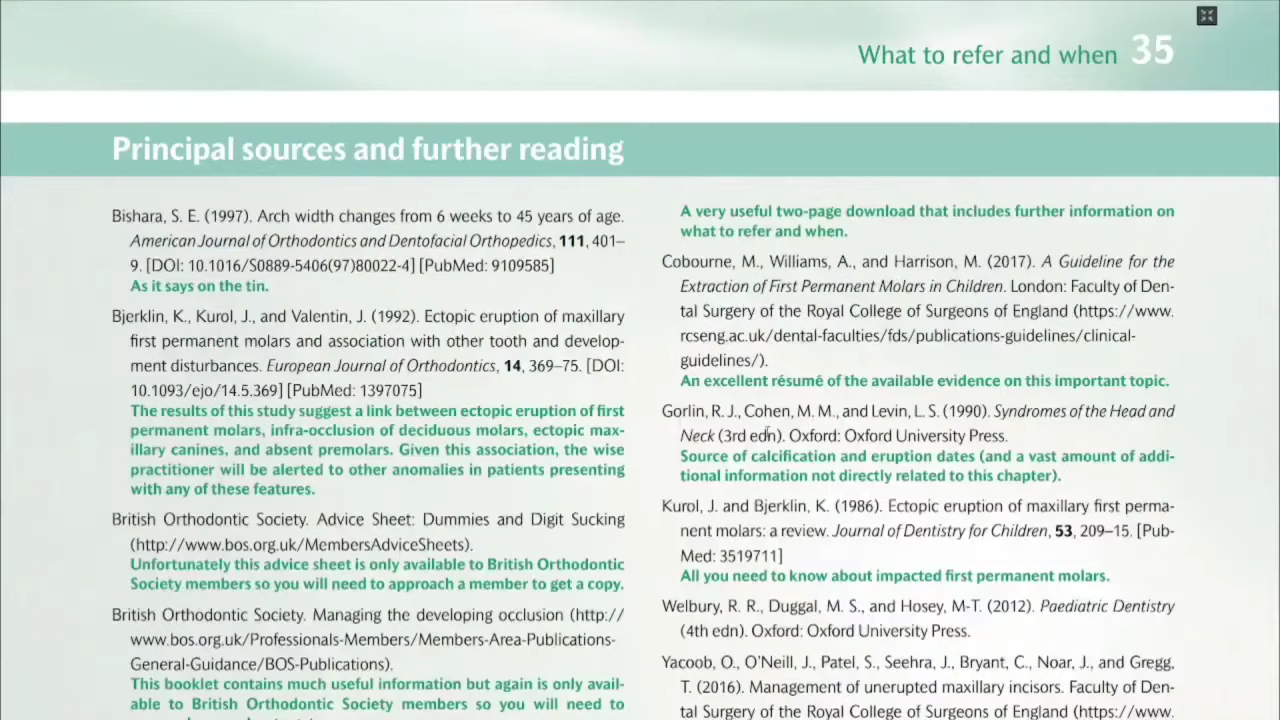 What to refer and when 35
Principal sources and further reading
Bishara, S. E. (1997). Arch width changes from 6 weeks to 45 years of age.
American Journal of Orthodontics and Dentofacial Orthopedics, 111, 401–
9. [DOI: 10.1016/S0889-5406(97)80022-4] [PubMed: 9109585]
As it says on the tin.
Bjerklin, K., Kurol, J., and Valentin, J. (1992). Ectopic eruption of maxillary
first permanent molars and association with other tooth and develop-
ment disturbances. European Journal of Orthodontics, 14, 369–75. [DOI:
10.1093/ejo/14.5.369] [PubMed: 1397075]
The results of this study suggest a link between ectopic eruption of first
permanent molars, infra-occlusion of deciduous molars, ectopic max-
illary canines, and absent premolars. Given this association, the wise
practitioner will be alerted to other anomalies in patients presenting
with any of these features.
British Orthodontic Society. Advice Sheet: Dummies and Digit Sucking
(http://www.bos.org.uk/MembersAdviceSheets).
Unfortunately this advice sheet is only available to British Orthodontic
Society members so you will need to approach a member to get a copy.
British Orthodontic Society. Managing the developing occlusion (http://
www.bos.org.uk/Professionals-Members/Members-Area-Publications-
General-Guidance/BOS-Publications).
This booklet contains much useful information but again is only avail-
able to British Orthodontic Society members so you will need to
A very useful two-page download that includes further information on
what to refer and when.
Cobourne, M., Williams, A., and Harrison, M. (2017). A Guideline for the
Extraction of First Permanent Molars in Children. London: Faculty of Den-
tal Surgery of the Royal College of Surgeons of England (https://www.
rcseng.ac.uk/dental-faculties/fds/publications-guidelines/clinical-
guidelines/).
An excellent résumé of the available evidence on this important topic.
Gorlin, R. J., Cohen, M. M., and Levin, L. S. (1990). Syndromes of the Head and
Neck (3rd edn). Oxford: Oxford University Press.
Source of calcification and eruption dates (and a vast amount of addi-
tional information not directly related to this chapter).
Kurol, J. and Bjerklin, K. (1986). Ectopic eruption of maxillary first perma-
nent molars: a review. Journal of Dentistry for Children, 53, 209–15. [Pub-
Med: 3519711]
All you need to know about impacted first permanent molars.
Welbury, R. R., Duggal, M. S., and Hosey, M-T. (2012). Paediatric Dentistry
(4th edn). Oxford: Oxford University Press.
Yacoob, O., O'Neill, J., Patel, S., Seehra, J., Bryant, C., Noar, J., and Gregg,
T. (2016). Management of unerupted maxillary incisors. Faculty of Den-
tal Surgery of the Royal College of Surgeons of England (https://www.